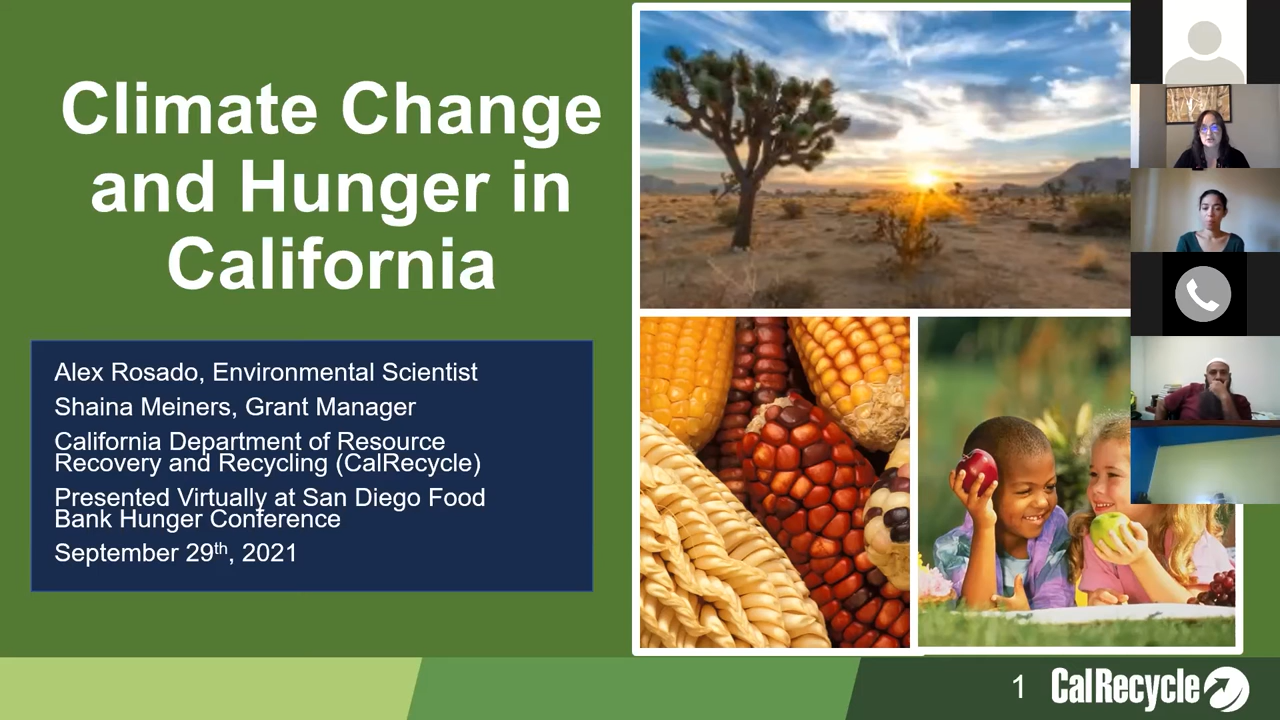 Climate Change
and Hunger in
California
Alex Rosado, Environmental Scientist
Shaina Meiners, Grant Manager
California Department of Resource
Recovery and Recycling (CalRecycle)
Presented Virtually at San Diego Food
Bank Hunger Conference
September 29th, 2021
1
CalRecycle